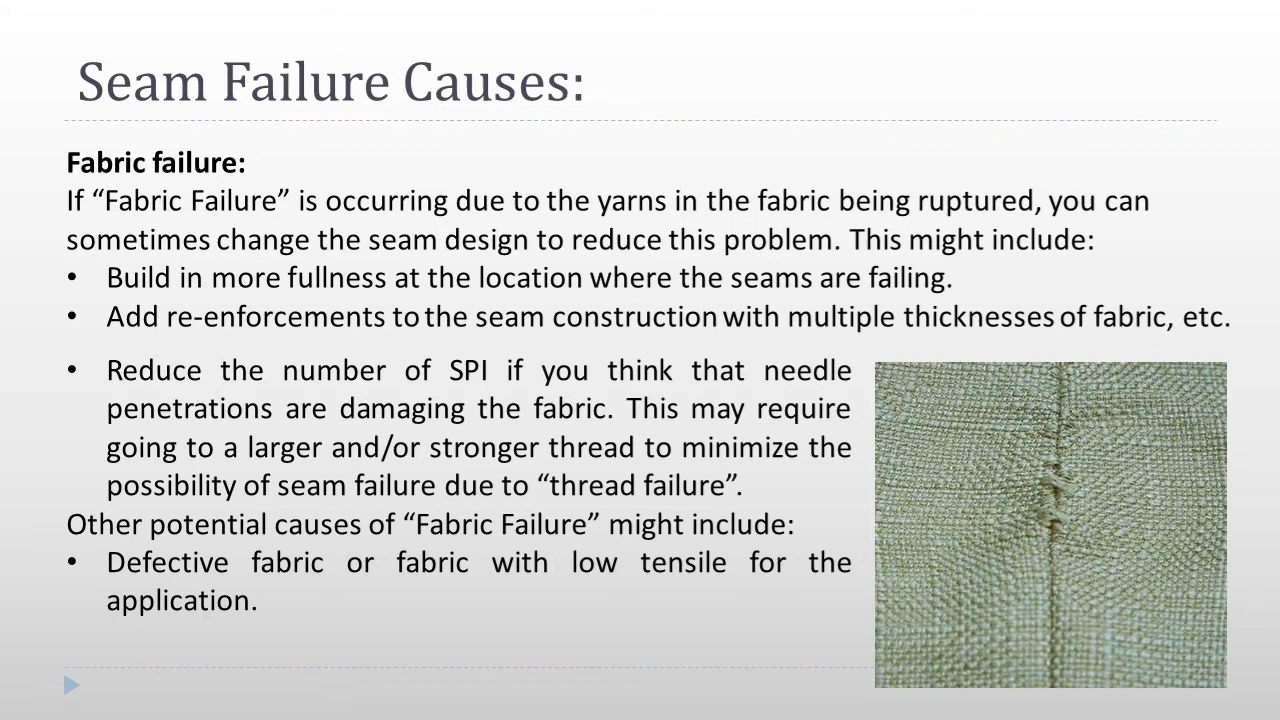 Seam Failure Causes:
Fabric failure:
If “Fabric Failure” is occurring due to the yarns in the fabric being ruptured, you can
sometimes change the seam design to reduce this problem. This might include:
• Build in more fullness at the location where the seams are failing.
• Add re-enforcements to the seam construction with multiple thicknesses of fabric, etc.
• Reduce the number of SPI if you think that needle
penetrations are damaging the fabric. This may require
going to a larger and/or stronger thread to minimize the
possibility of seam failure due to “thread failure”.
Other potential causes of “Fabric Failure” might include:
• Defective fabric or fabric with low tensile for the
application.